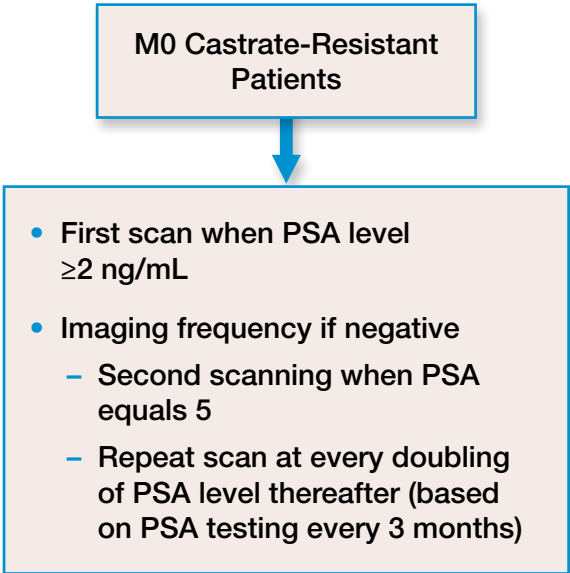 M0 Castrate-Resistant
Patients
• First scan when PSA level
≥2 ng/mL
• Imaging frequency if negative
– Second scanning when PSA
equals 5
– Repeat scan at every doubling
of PSA level thereafter (based
on PSA testing every 3 months)